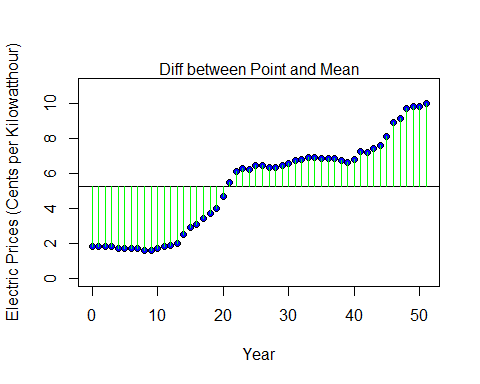 Diff between Point and Mean
Electric Prices (Cents per Kilowatthour)
10
8
6
4
2
0
0 10 20 30 40 50
Year